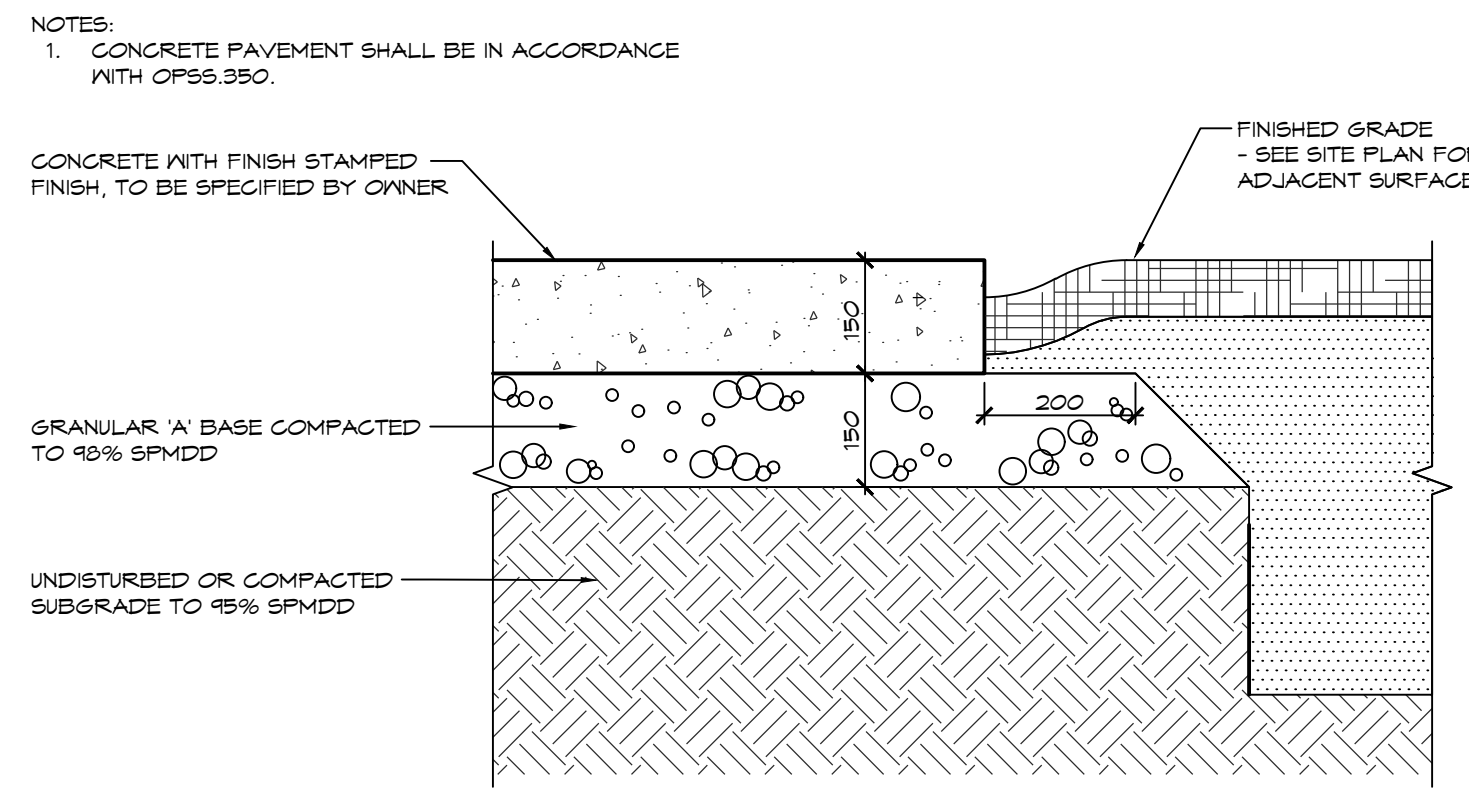 NOTES:
1. CONCRETE PAVEMENT SHALL BE IN ACCORDANCE
WITH OPSS.350.
FINISHED GRADE
- SEE SITE PLAN FO
ADJACENT SURFACE
CONCRETE WITH FINISH STAMPED
FINISH, TO BE SPECIFIED BY OWNER
150
200
GRANULAR 'A' BASE COMPACTED
TO 98% SPMDD
150
UNDISTURBED OR COMPACTED
SUBGRADE TO 95% SPMDD